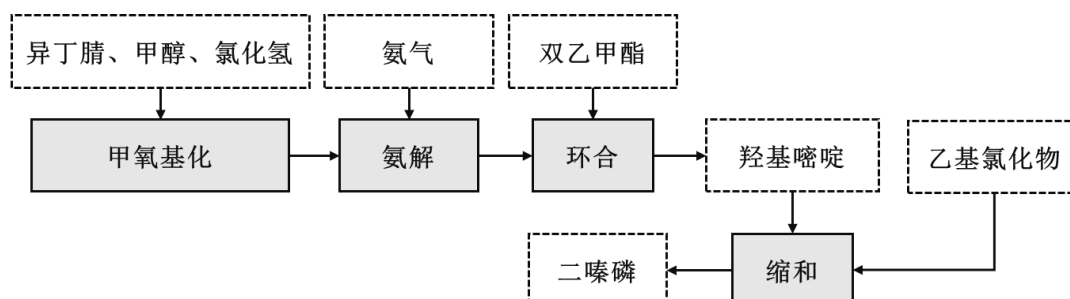 异丁腈、甲醇、氯化氢
氨气
双乙甲酯
甲氧基化
氨解
环合
羟基嘧啶
乙基氯化物
二嗪磷
缩和